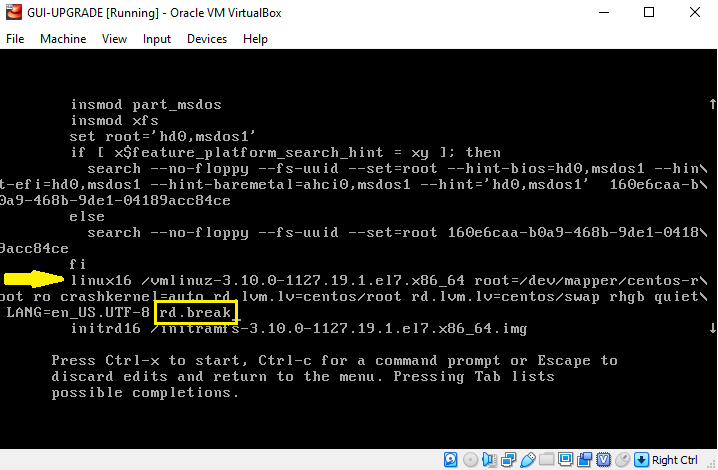 GUI-UPGRADE [Running] - Oracle VM VirtualBox
File Machine View Input Devices Help
insmod part_msdos
insmod xfs
set root='hd0,msdos1'
if [ x$feature_platform_search_hint = xy ]; then
search --no-floppy --fs-uuid --set=root --hint-bios=hd0,msdos1 --hin\
t-efi=hd0,msdos1 --hint-baremetal=ahci0,msdos1 --hint='hd0,msdos1'  160e6caa-b\
0a9-468b-9de1-04189acc84ce
else
search --no-floppy --fs-uuid --set=root 160e6caa-b0a9-468b-9de1-0418\
9acc84ce
fi
linux16 /vmlinuz-3.10.0-1127.19.1.el7.x86_64 root=/dev/mapper/centos-r\
oot ro crashkernel=auto rd.lvm.lv=centos/root rd.lvm.lv=centos/swap rhgb quiet\
LANG=en_US.UTF-8 rd.break_
initrd16 /initramfs-3.10.0-1127.19.1.el7.x86_64.img
Press Ctrl-x to start, Ctrl-c for a command prompt or Escape to
discard edits and return to the menu. Pressing Tab lists
possible completions.
Right Ctrl